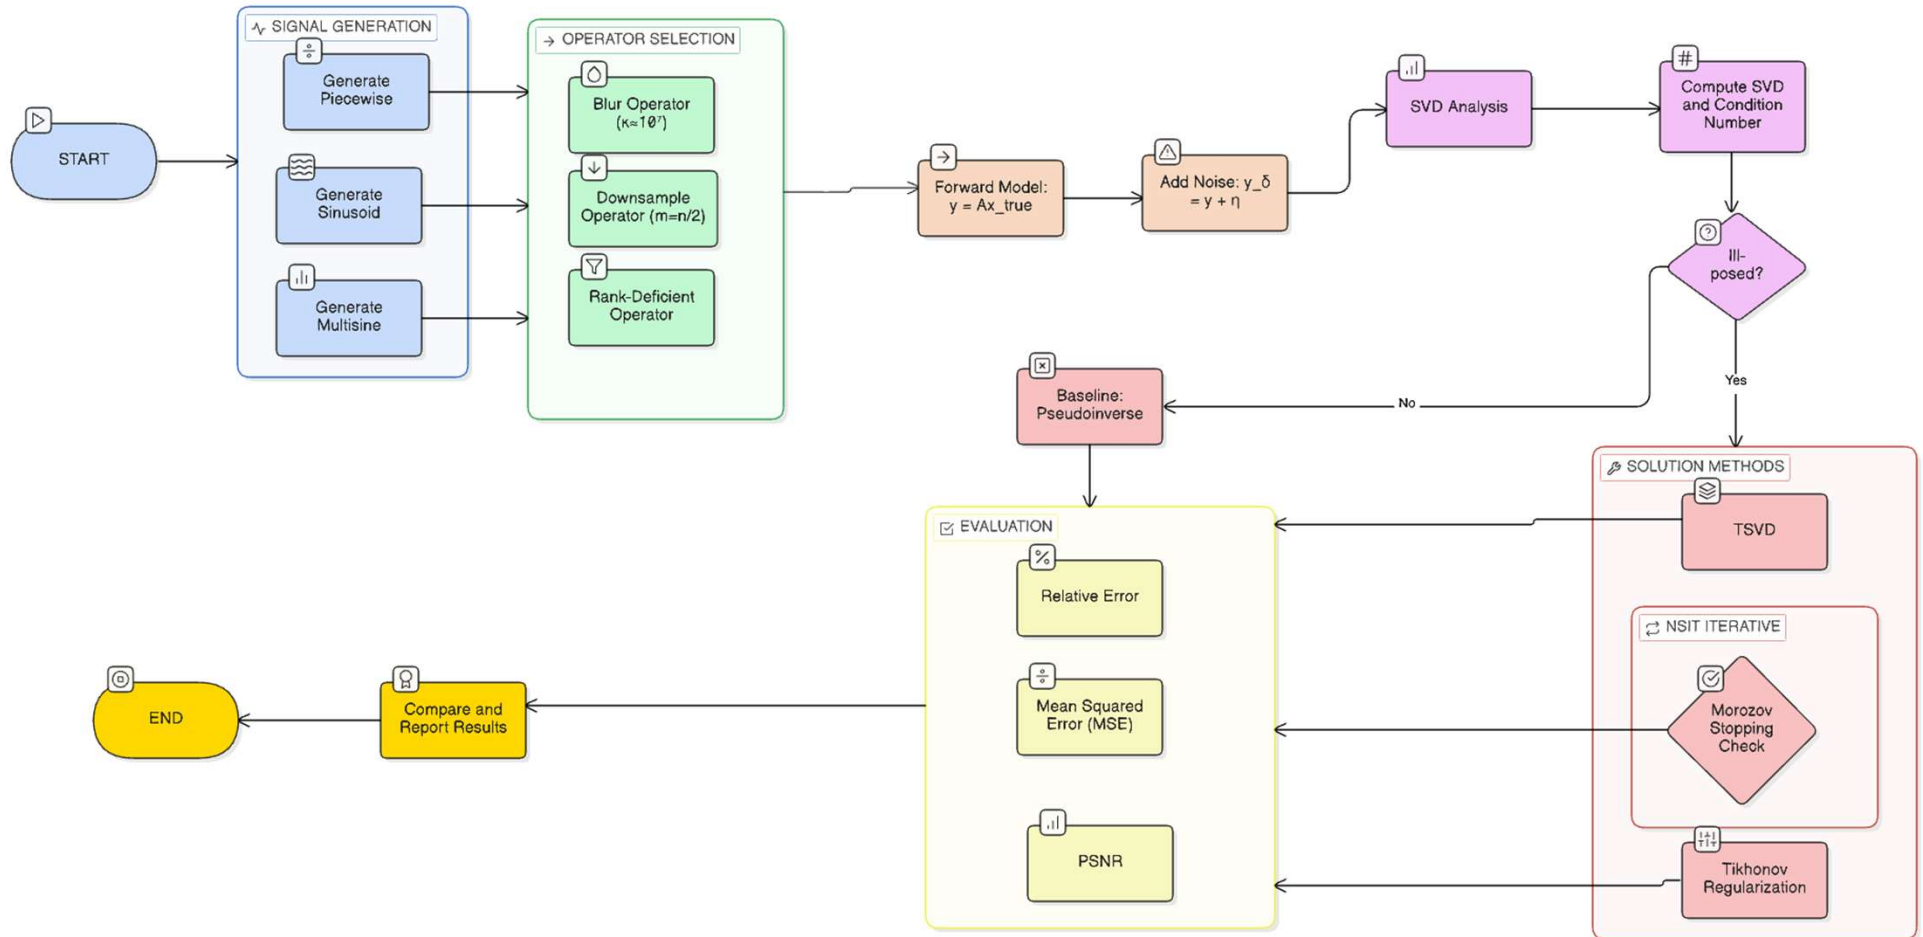 SIGNAL GENERATION
Generate
Piecewise
START
Generate
Sinusoid
Generate
Multisine
OPERATOR SELECTION
Blur Operator
(κ≈10⁷)
Downsample
Operator (m=n/2)
Rank-Deficient
Operator
Forward Model:
y = Ax_true
Add Noise: y_δ
= y + η
SVD Analysis
Compute SVD
and Condition
Number
Ill-
posed?
No
Yes
Baseline:
Pseudoinverse
SOLUTION METHODS
TSVD
NSIT ITERATIVE
Morozov
Stopping
Check
Tikhonov
Regularization
EVALUATION
Relative Error
Mean Squared
Error (MSE)
PSNR
Compare and
Report Results
END